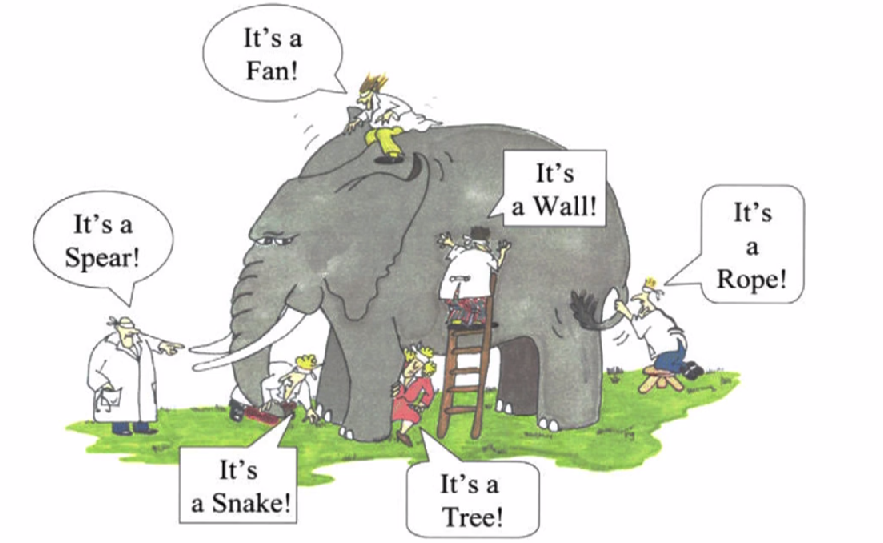 It's a
Fan!
It's
a Wall!
It's a
Spear!
It's
a
Rope!
It's
a Snake!
It's a
Tree!